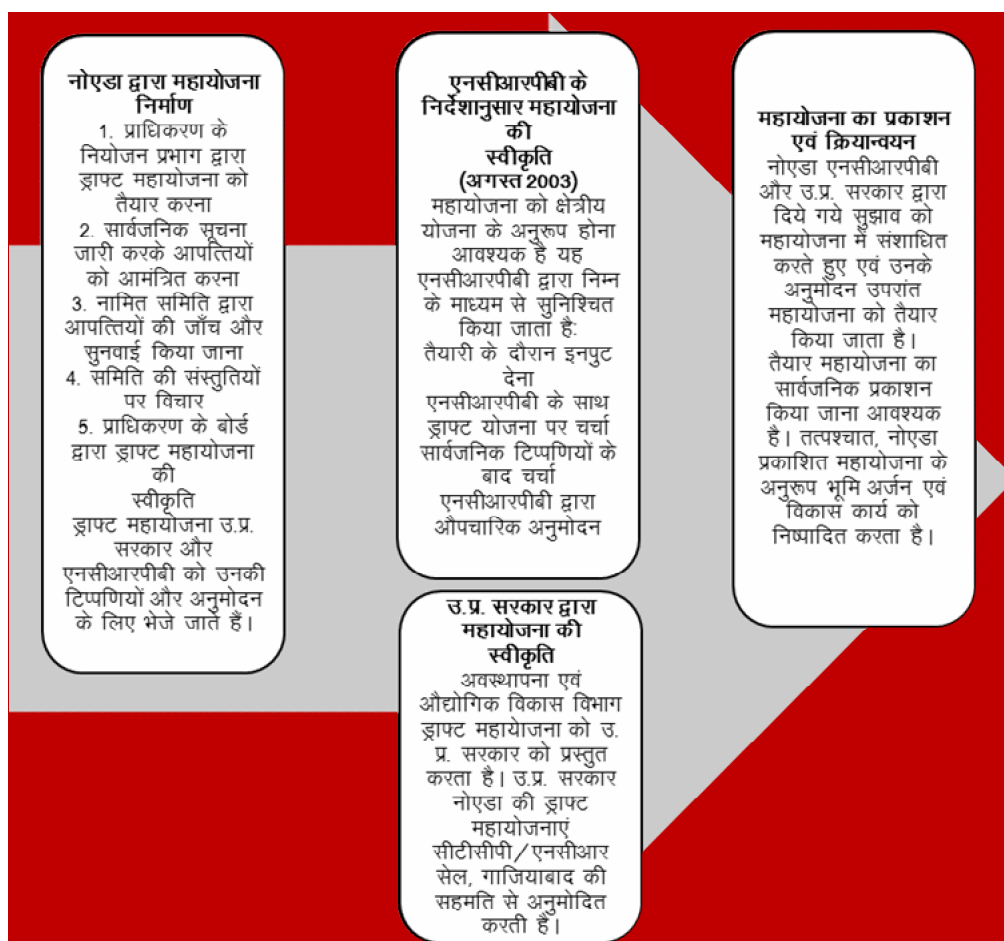 नोएडा द्वारा महायोजना
निर्माण
1. प्राधिकरण के
नियोजन प्रभाग द्वारा
ड्राफ्ट महायोजना को
तैयार करना
2. सार्वजनिक सूचना
जारी करके आपत्तियों
को आमंत्रित करना
3. नामित समिति द्वारा
आपत्तियों की जाँच और
सुनवाई किया जाना
4. समिति की संस्तुतियों
पर विचार
5. प्राधिकरण के बोर्ड
द्वारा ड्राफ्ट महायोजना
की
स्वीकृति
ड्राफ्ट महायोजना उ.प्र.
सरकार और
एनसीआरपीबी को उनकी
टिप्पणियों और अनुमोदन
के लिए भेजे जाते हैं।
एनसीआरपीबी के
निर्देशानुसार महायोजना
की
स्वीकृति
(अगस्त 2003)
महायोजना को क्षेत्रीय
योजना के अनुरूप होना
आवश्यक है यह
एनसीआरपीबी द्वारा निम्न
के माध्यम से सुनिश्चित
किया जाता है:
तैयारी के दौरान इनपुट
देना
एनसीआरपीबी के साथ
ड्राफ्ट योजना पर चर्चा
सार्वजनिक टिप्पणियों के
बाद चर्चा
एनसीआरपीबी द्वारा
औपचारिक अनुमोदन
उ.प्र. सरकार द्वारा
महायोजना की
स्वीकृति
अवस्थापना एवं
औद्योगिक विकास विभाग
ड्राफ्ट महायोजना को उ.
प्र. सरकार को प्रस्तुत
करता है। उ.प्र. सरकार
नोएडा की ड्राफ्ट
महायोजनाएं
सीटीसीपी/एनसीआर
सेल, गाजियाबाद की
सहमति से अनुमोदित
करती है।
महायोजना का प्रकाशन
एवं क्रियान्वयन
नोएडा एनसीआरपीबी
और उ.प्र. सरकार द्वारा
दिये गये सुझाव को
महायोजना में संशाधित
करते हुए एवं उनके
अनुमोदन उपरांत
महायोजना को तैयार
किया जाता है।
तैयार महायोजना का
सार्वजनिक प्रकाशन
किया जाना आवश्यक
है। तत्पश्चात, नोएडा
प्रकाशित महायोजना के
अनुरूप भूमि अर्जन एवं
विकास कार्य को
निष्पादित करता है।